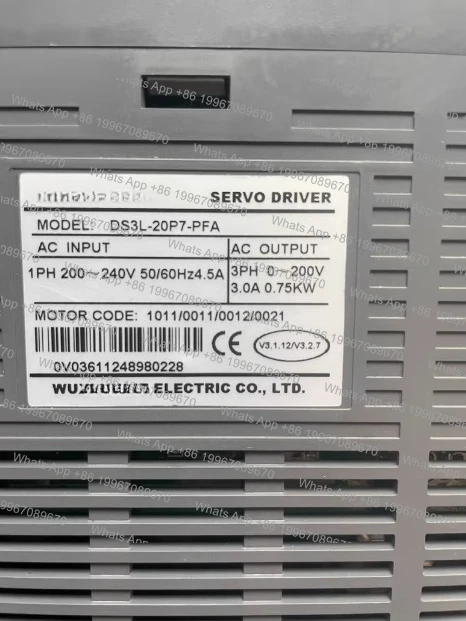 SERVO DRIVER
MODEL: DS3L-20P7-PFA
AC INPUT
AC OUTPUT
1PH 200~240V 50/60Hz4.5A
3PH 0~200V
3.0A 0.75KW
MOTOR CODE: 1011/0011/0012/0021
CE
V3.1.12/V3.2.7
0V03611248980228
ELECTRIC CO., LTD.
Whats App +86 19967089670